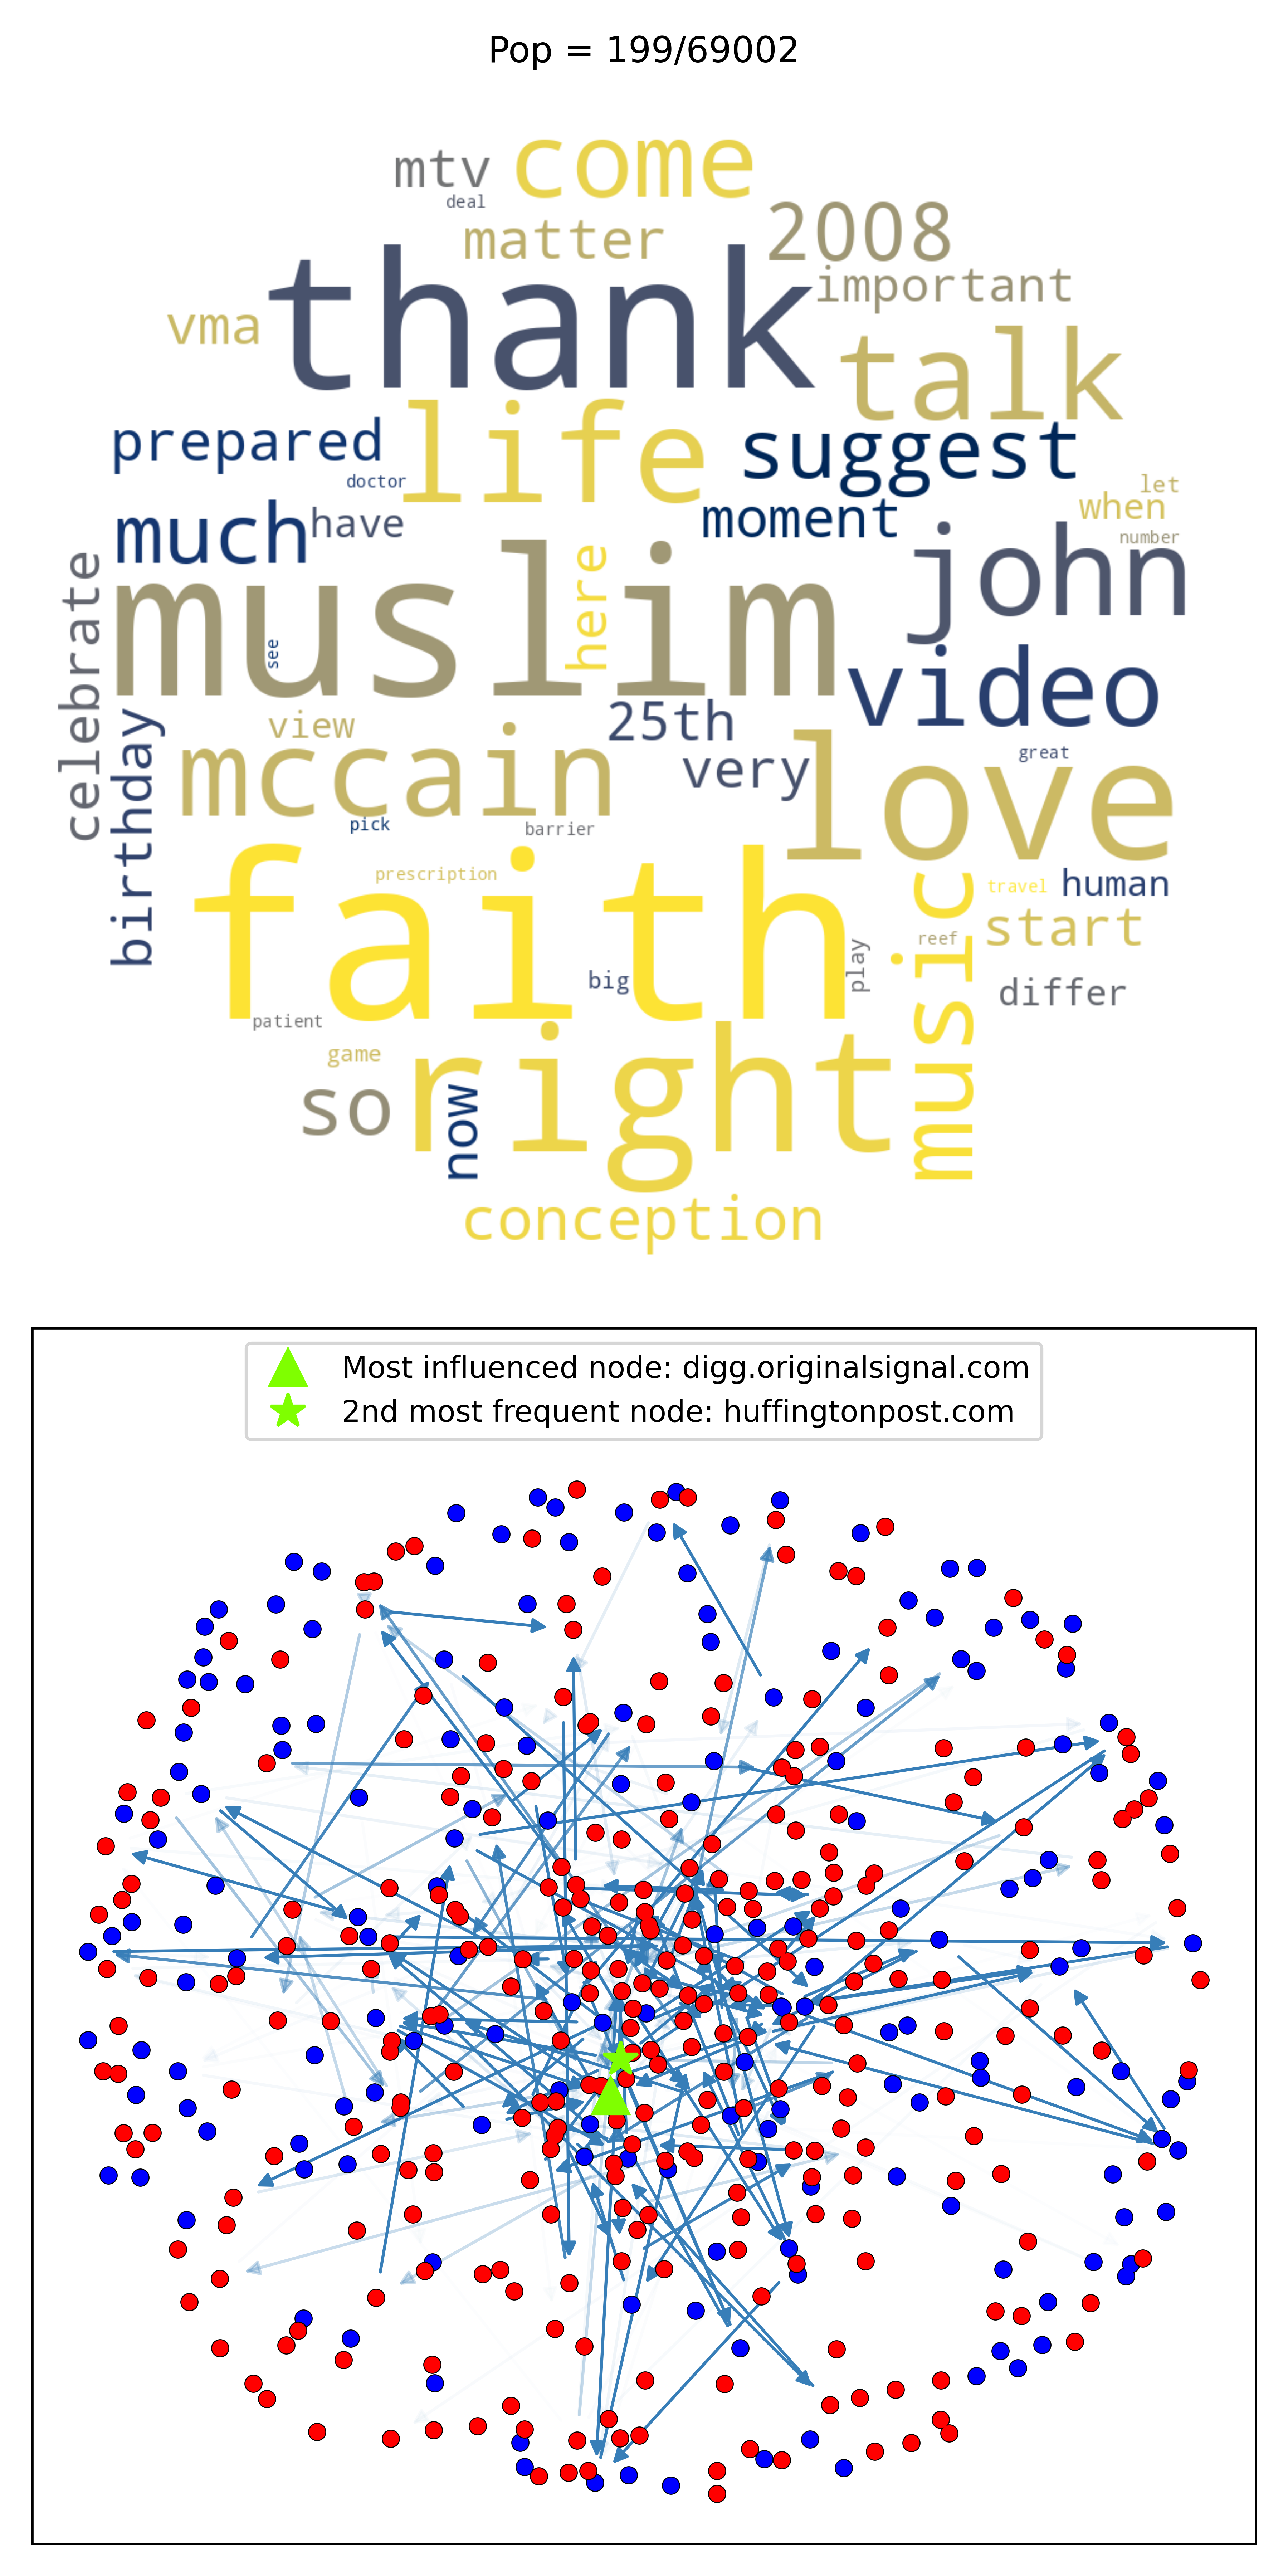 Pop = 199/69002
mtv come
deal
matter 2008
thank important
vma talk
prepared life suggest
doctor let
much have moment when
number
celebrate muslim here john
see video
birthday view 25th
mccain very love great
pick barrier
faith prescription travel human
music start
reef
big play differ
patient
game right
so now
conception
Most influenced node: digg.originalsignal.com
2nd most frequent node: huffingtonpost.com